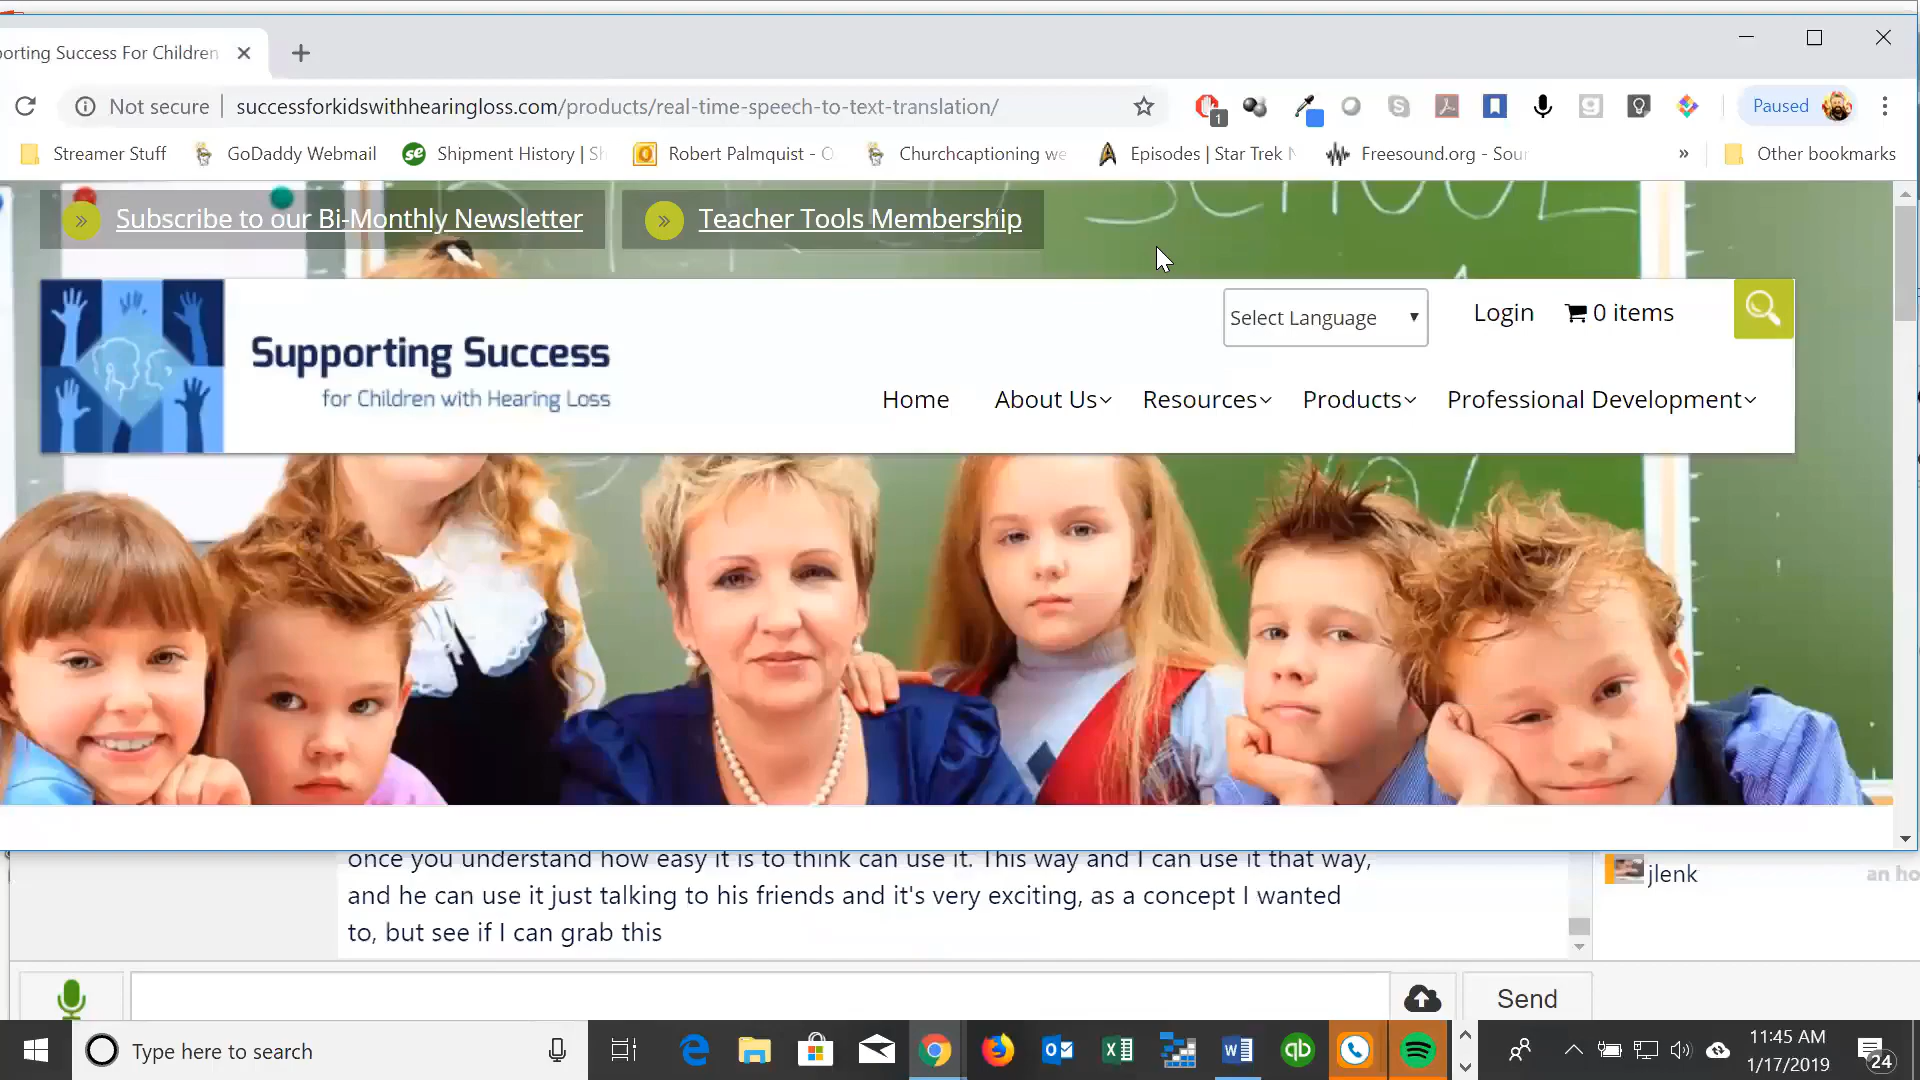 porting Success For Children
Not secure | successforkidswithhearingloss.com/products/real-time-speech-to-text-translation/
1
Paused
Streamer Stuff
GoDaddy Webmail
Shipment History | S
Robert Palmquist - O
Churchcaptioning we
Episodes | Star Trek
Freesound.org - Sour
» Other bookmarks
SCHOOL
» Subscribe to our Bi-Monthly Newsletter
» Teacher Tools Membership
Select Language
Login
0 items
Supporting Success
for Children with Hearing Loss
Home
About Us
Resources
Products
Professional Development
once you understand how easy it is to think can use it. This way and I can use it that way,
and he can use it just talking to his friends and it's very exciting, as a concept I wanted
to, but see if I can grab this
jlenk
an ho
Send
Type here to search
11:45 AM
1/17/2019
24